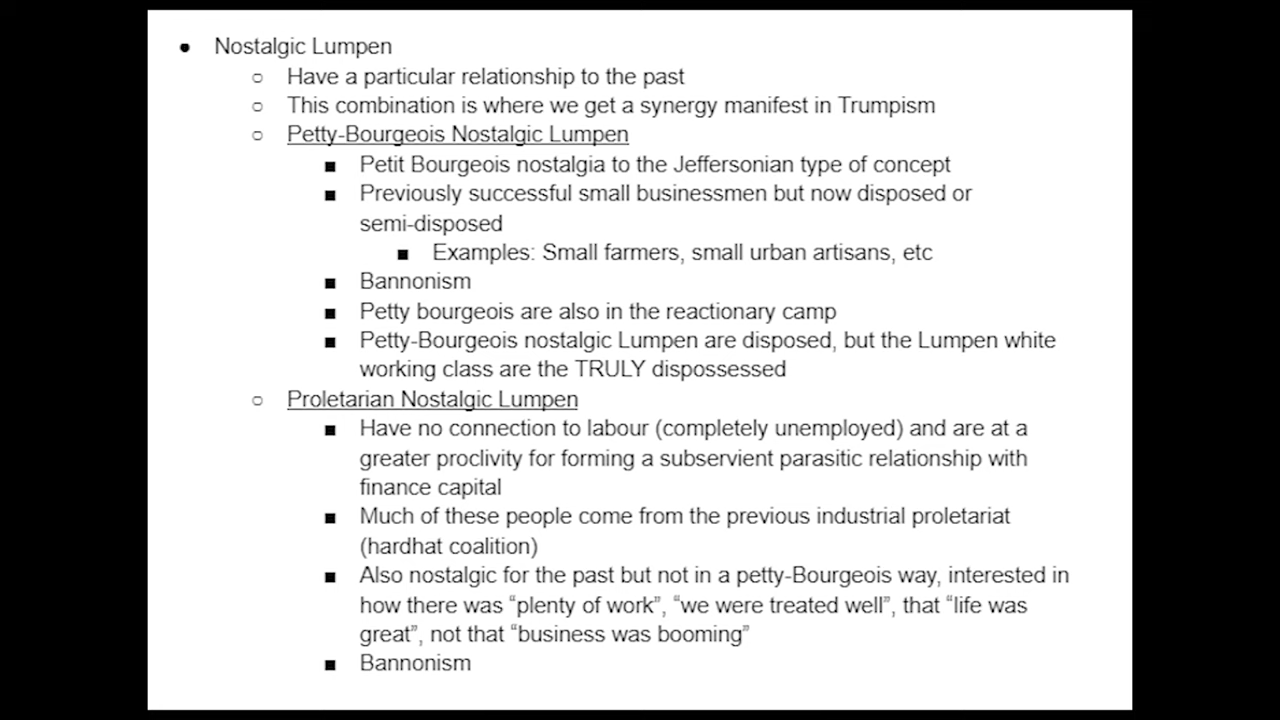 Nostalgic Lumpen
Have a particular relationship to the past
This combination is where we get a synergy manifest in Trumpism
Petty-Bourgeois Nostalgic Lumpen
Petit Bourgeois nostalgia to the Jeffersonian type of concept
Previously successful small businessmen but now disposed or
semi-disposed
Examples: Small farmers, small urban artisans, etc
Bannonism
Petty bourgeois are also in the reactionary camp
Petty-Bourgeois nostalgic Lumpen are disposed, but the Lumpen white
working class are the TRULY dispossessed
Proletarian Nostalgic Lumpen
Have no connection to labour (completely unemployed) and are at a
greater proclivity for forming a subservient parasitic relationship with
finance capital
Much of these people come from the previous industrial proletariat
(hardhat coalition)
Also nostalgic for the past but not in a petty-Bourgeois way, interested in
how there was “plenty of work”, “we were treated well”, that “life was
great”, not that “business was booming”
Bannonism